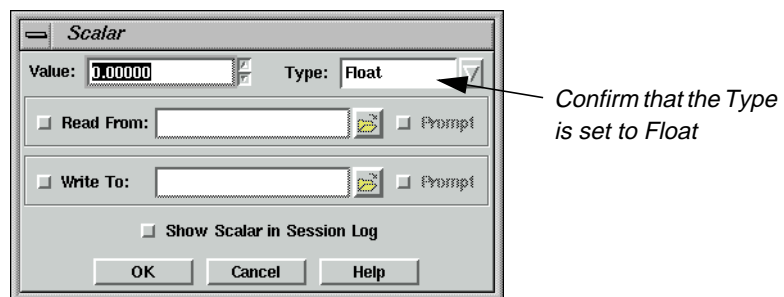 Scalar
Value: 0.00000 Type: Float
Read From: Prompt
Confirm that the Type
is set to Float
Write To: Prompt
Show Scalar in Session Log
OK Cancel Help